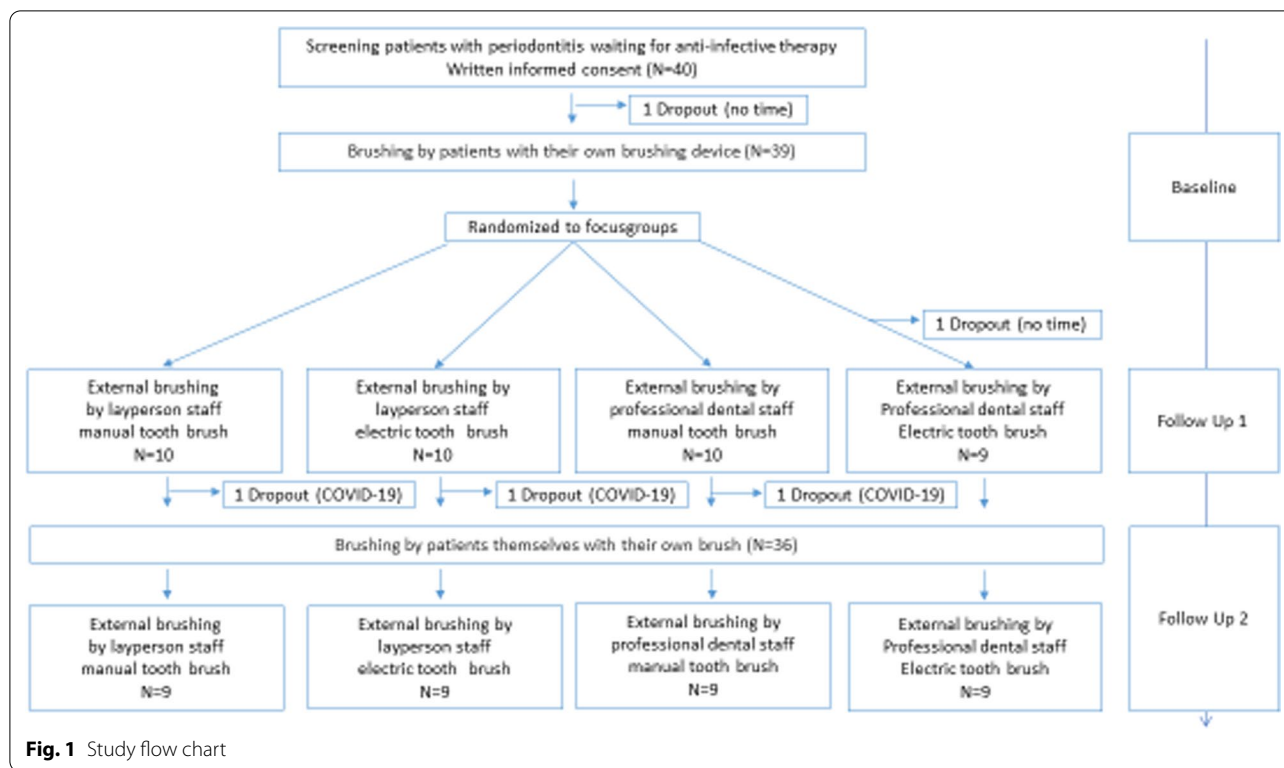 Screening patients with periodontitis waiting for anti-infective therapy
Written informed consent (N=40)
1 Dropout (no time)
Brushing by patients with their own brushing device (N=39)
Baseline
Randomized to focusgroups
1 Dropout (no time)
External brushing
by layperson staff
manual tooth brush
N=10
External brushing by
layperson staff
electric tooth brush
N=10
External brushing by
professional dental staff
manual tooth brush
N=10
External brushing by
Professional dental staff
Electric tooth brush
N=9
Follow Up 1
1 Dropout (COVID-19)
1 Dropout (COVID-19)
1 Dropout (COVID-19)
Brushing by patients themselves with their own brush (N=36)
External brushing
by layperson staff
manual tooth brush
N=9
External brushing by
layperson staff
electric tooth brush
N=9
External brushing by
professional dental staff
manual tooth brush
N=9
External brushing by
Professional dental staff
Electric tooth brush
N=9
Follow Up 2
Fig. 1 Study flow chart